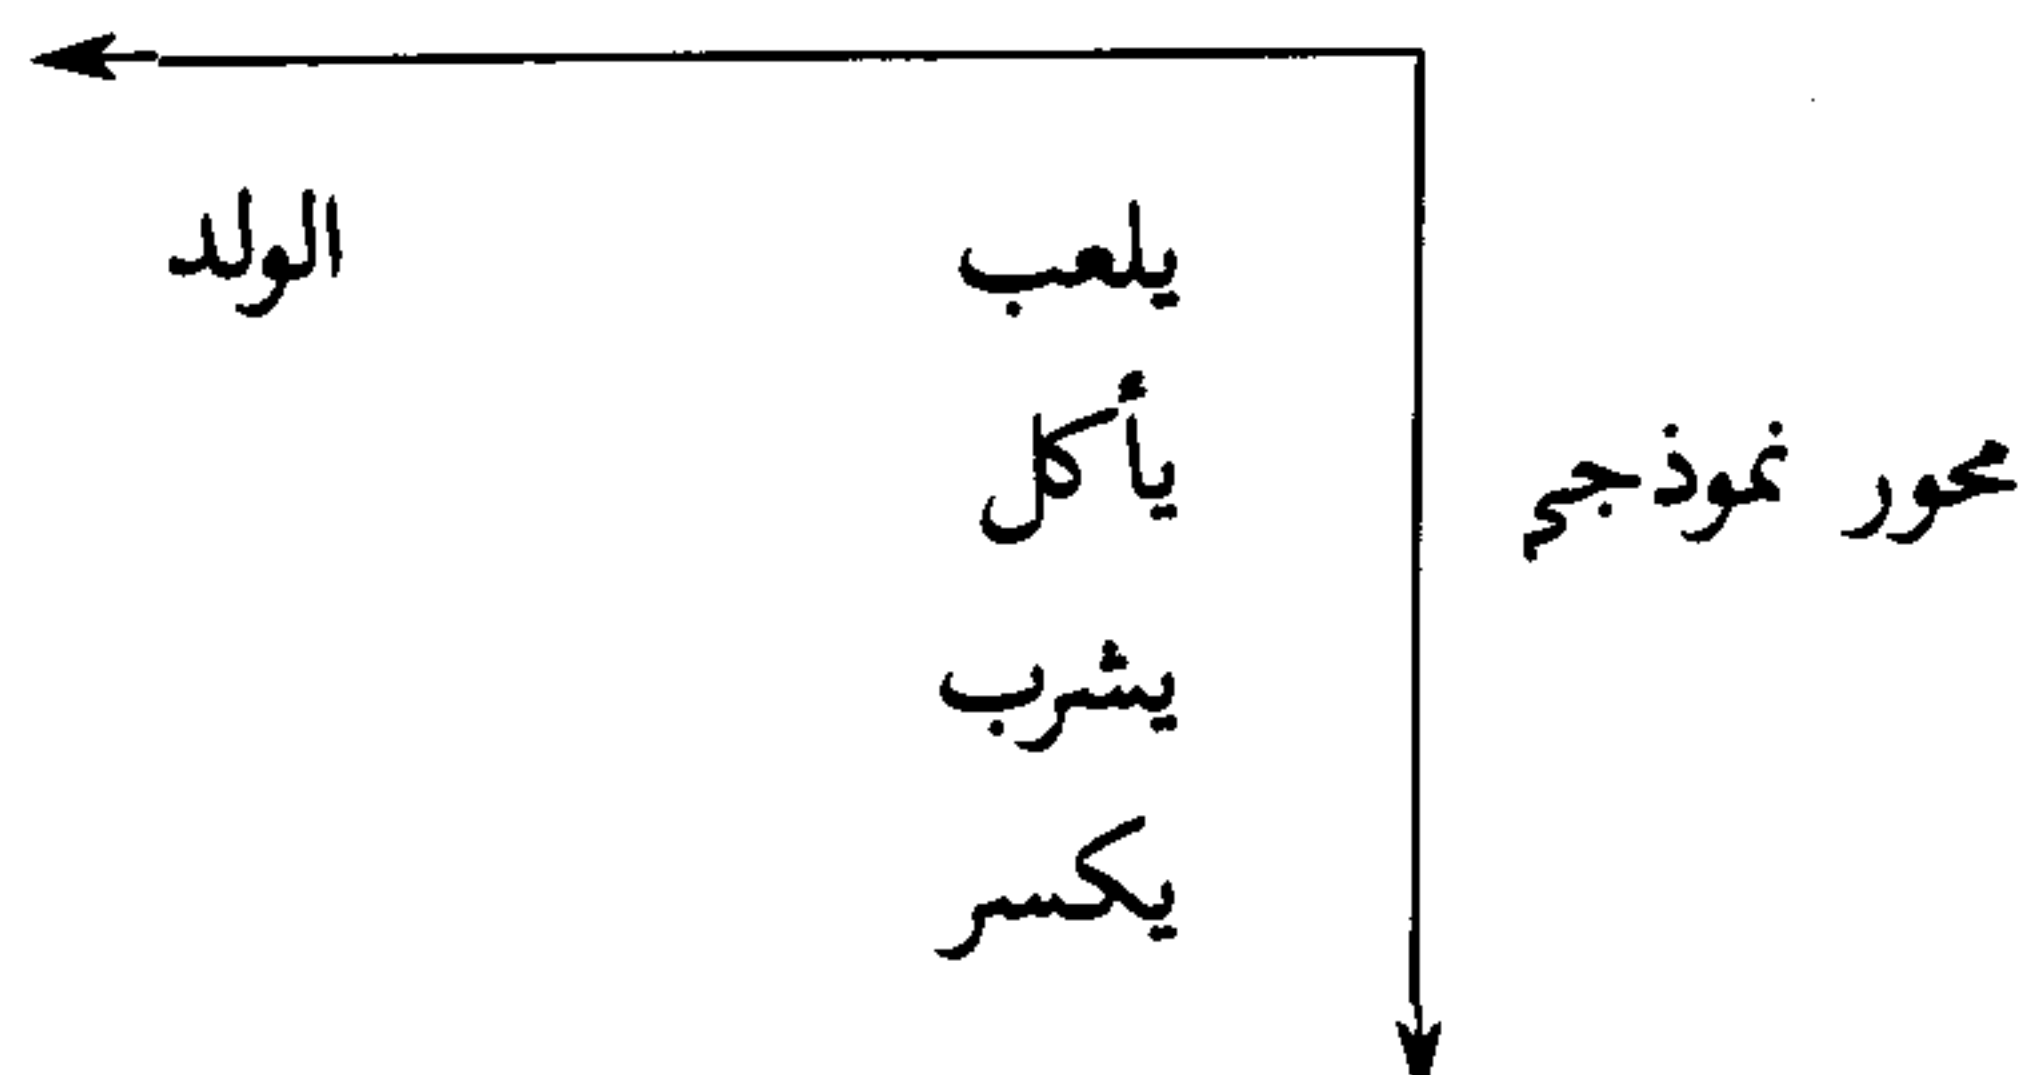 يلعب الولد
يأكل
محور نموذجي
يشرب
يكسر